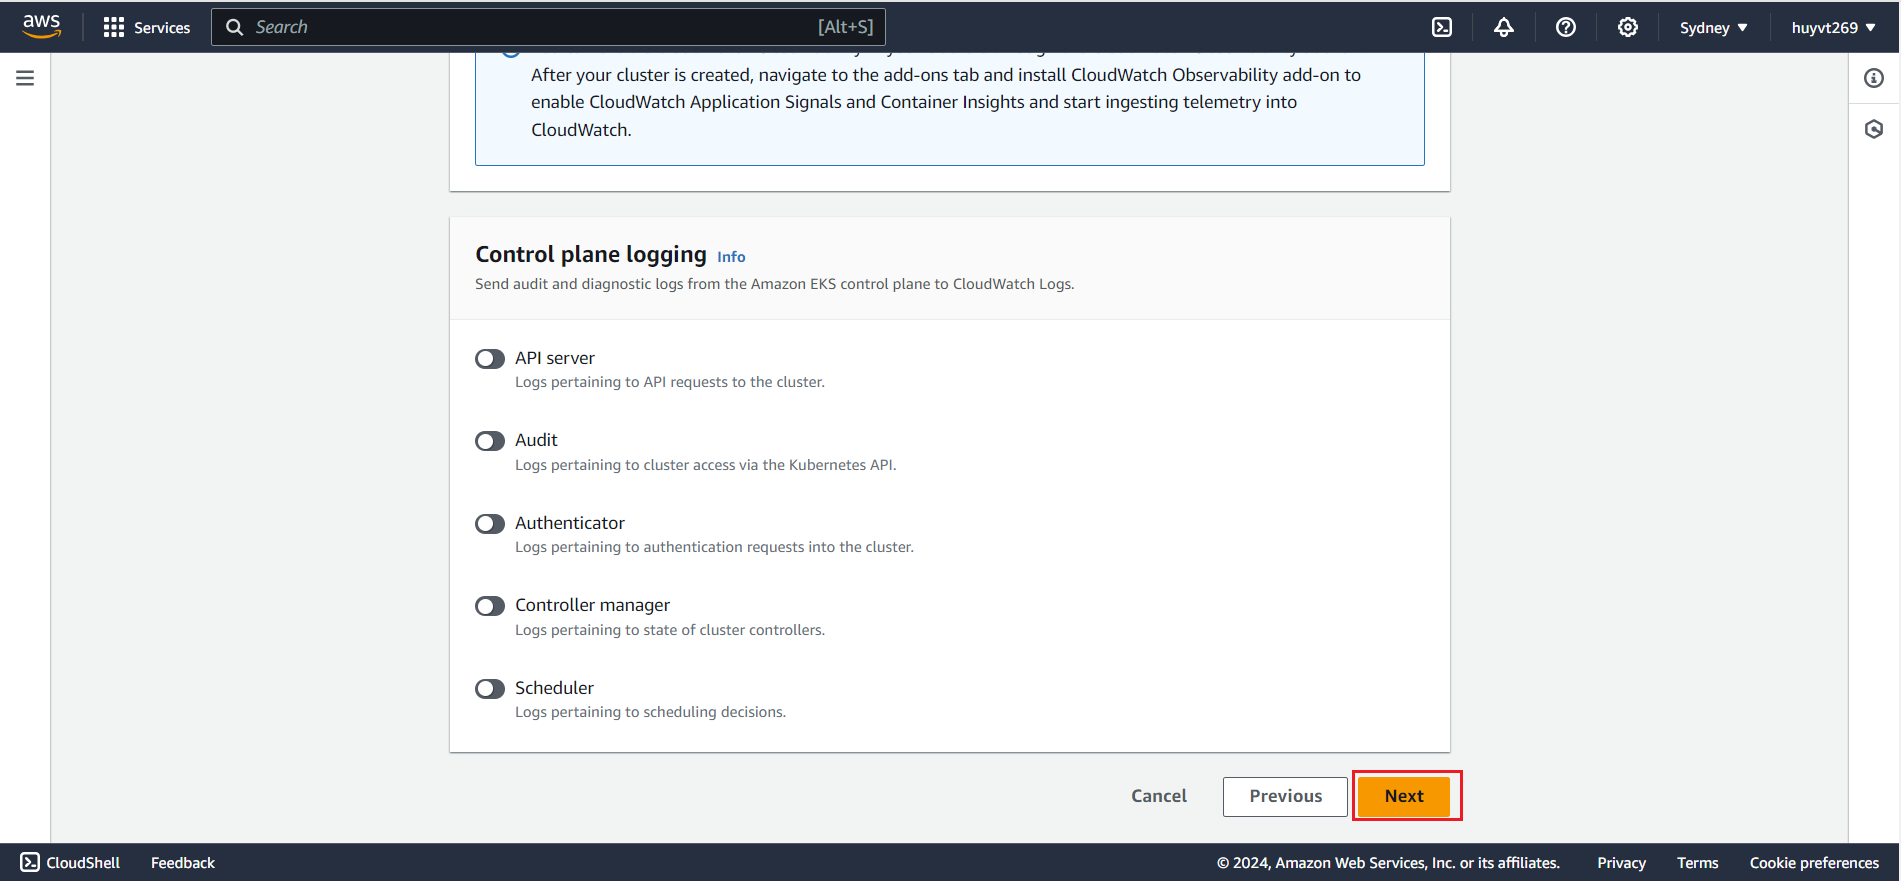 aws
Services
Search
[Alt+S]
Sydney
huyvt269
After your cluster is created, navigate to the add-ons tab and install CloudWatch Observability add-on to
enable CloudWatch Application Signals and Container Insights and start ingesting telemetry into
CloudWatch.
Control plane logging Info
Send audit and diagnostic logs from the Amazon EKS control plane to CloudWatch Logs.
API server
Logs pertaining to API requests to the cluster.
Audit
Logs pertaining to cluster access via the Kubernetes API.
Authenticator
Logs pertaining to authentication requests into the cluster.
Controller manager
Logs pertaining to state of cluster controllers.
Scheduler
Logs pertaining to scheduling decisions.
Cancel
Previous
Next
CloudShell
Feedback
© 2024, Amazon Web Services, Inc. or its affiliates.
Privacy
Terms
Cookie preferences